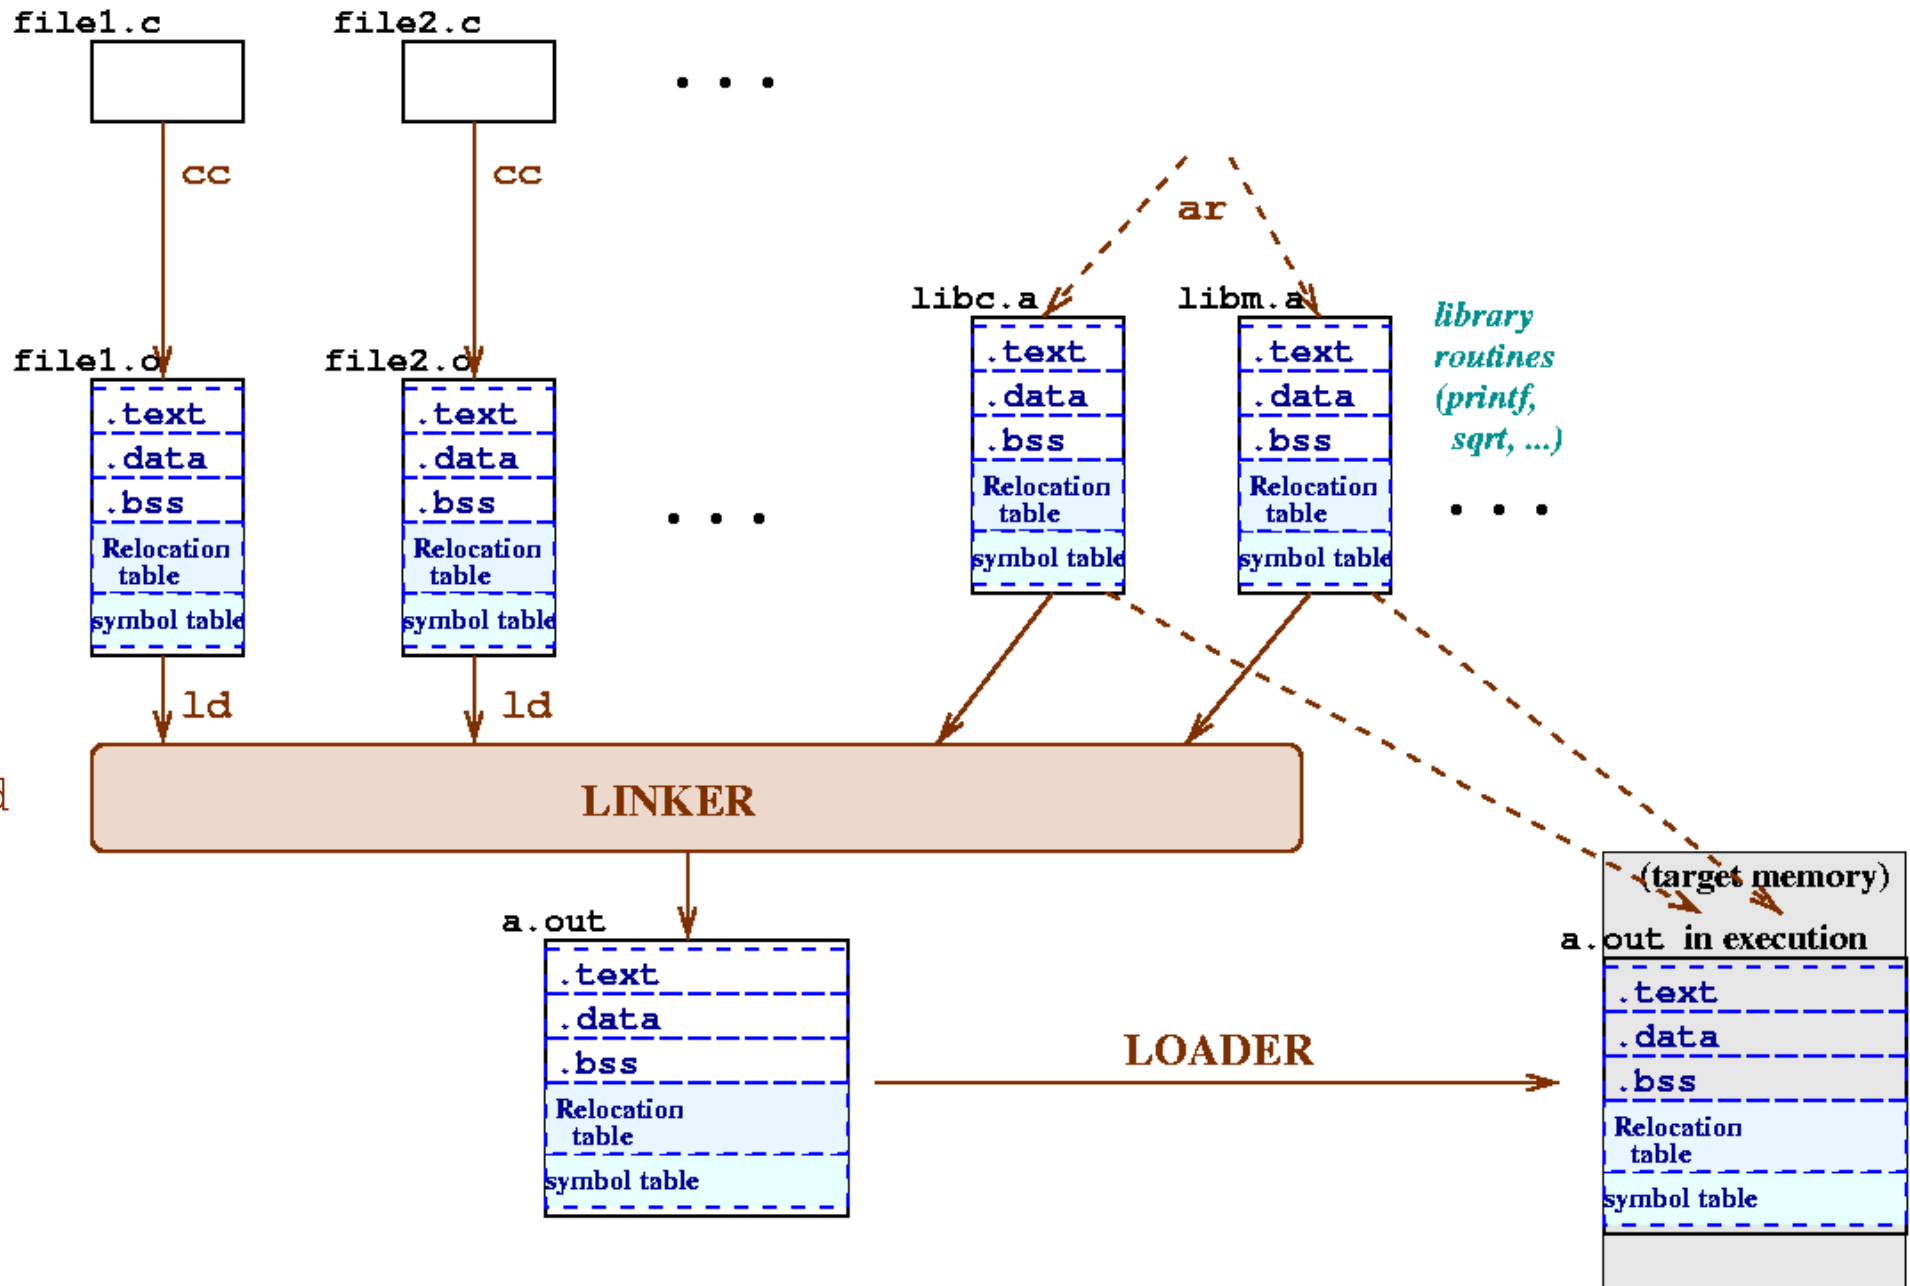 file1.c
file2.c
. . .
cc
cc
ar
libc.a
libm.a
library
routines
(printf,
sqrt, ...)
.text
.data
.bss
Relocation
table
symbol table
.text
.data
.bss
Relocation
table
symbol table
. . .
file1.o
file2.o
.text
.data
.bss
Relocation
table
symbol table
.text
.data
.bss
Relocation
table
symbol table
. . .
ld
ld
d
LINKER
a.out
.text
.data
.bss
Relocation
table
symbol table
LOADER
(target memory)
a.out in execution
.text
.data
.bss
Relocation
table
symbol table